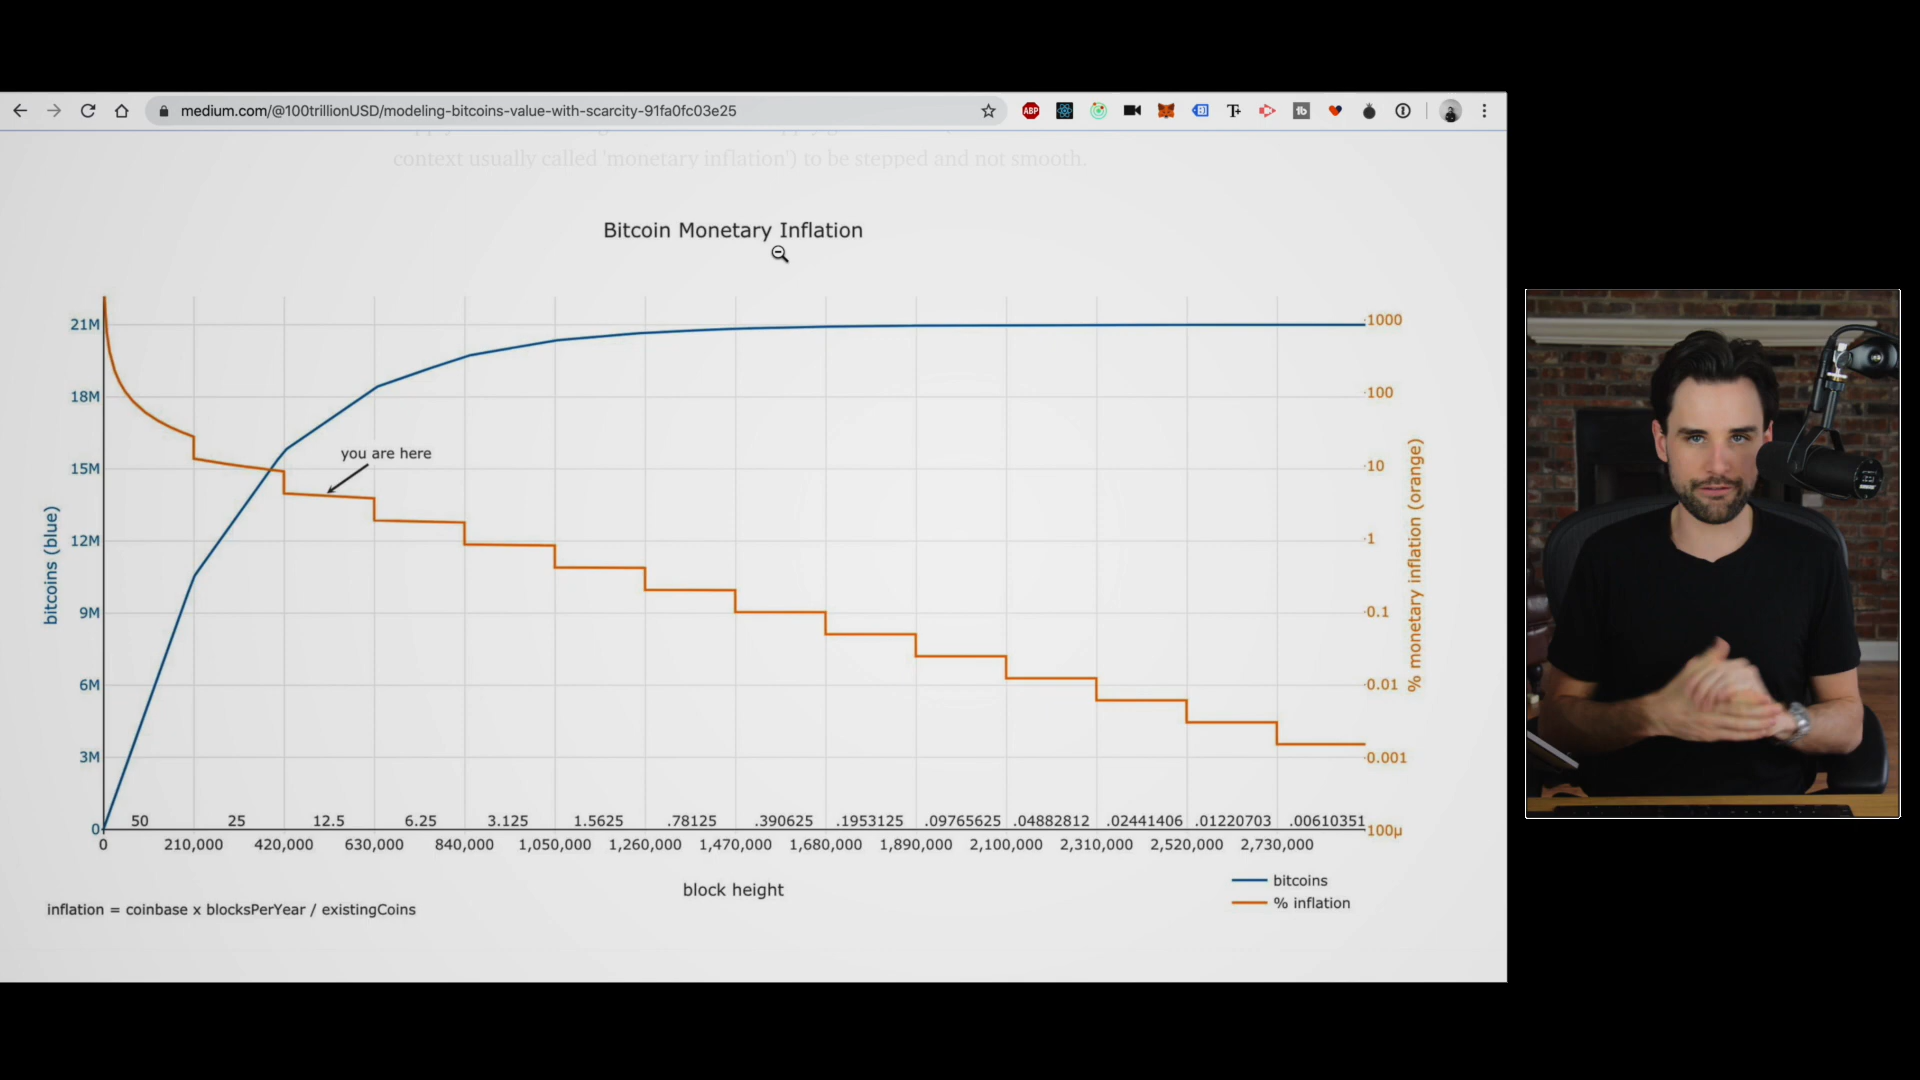 medium.com/@100trillionUSD/modeling-bitcoins-value-with-scarcity-91fa0fc03e25
ABP
T+
1b
context usually called 'monetary inflation') to be stepped and not smooth.
Bitcoin Monetary Inflation
21M
18M
15M
12M
9M
6M
3M
0
bitcoins (blue)
you are here
1000
100
10
1
0.1
0.01
0.001
100µ
% monetary inflation (orange)
50 25 12.5 6.25 3.125 1.5625 .78125 .390625 .1953125 .09765625 .04882812 .02441406 .01220703 .00610351
0 210,000 420,000 630,000 840,000 1,050,000 1,260,000 1,470,000 1,680,000 1,890,000 2,100,000 2,310,000 2,520,000 2,730,000
block height
bitcoins
% inflation
inflation = coinbase x blocksPerYear / existingCoins